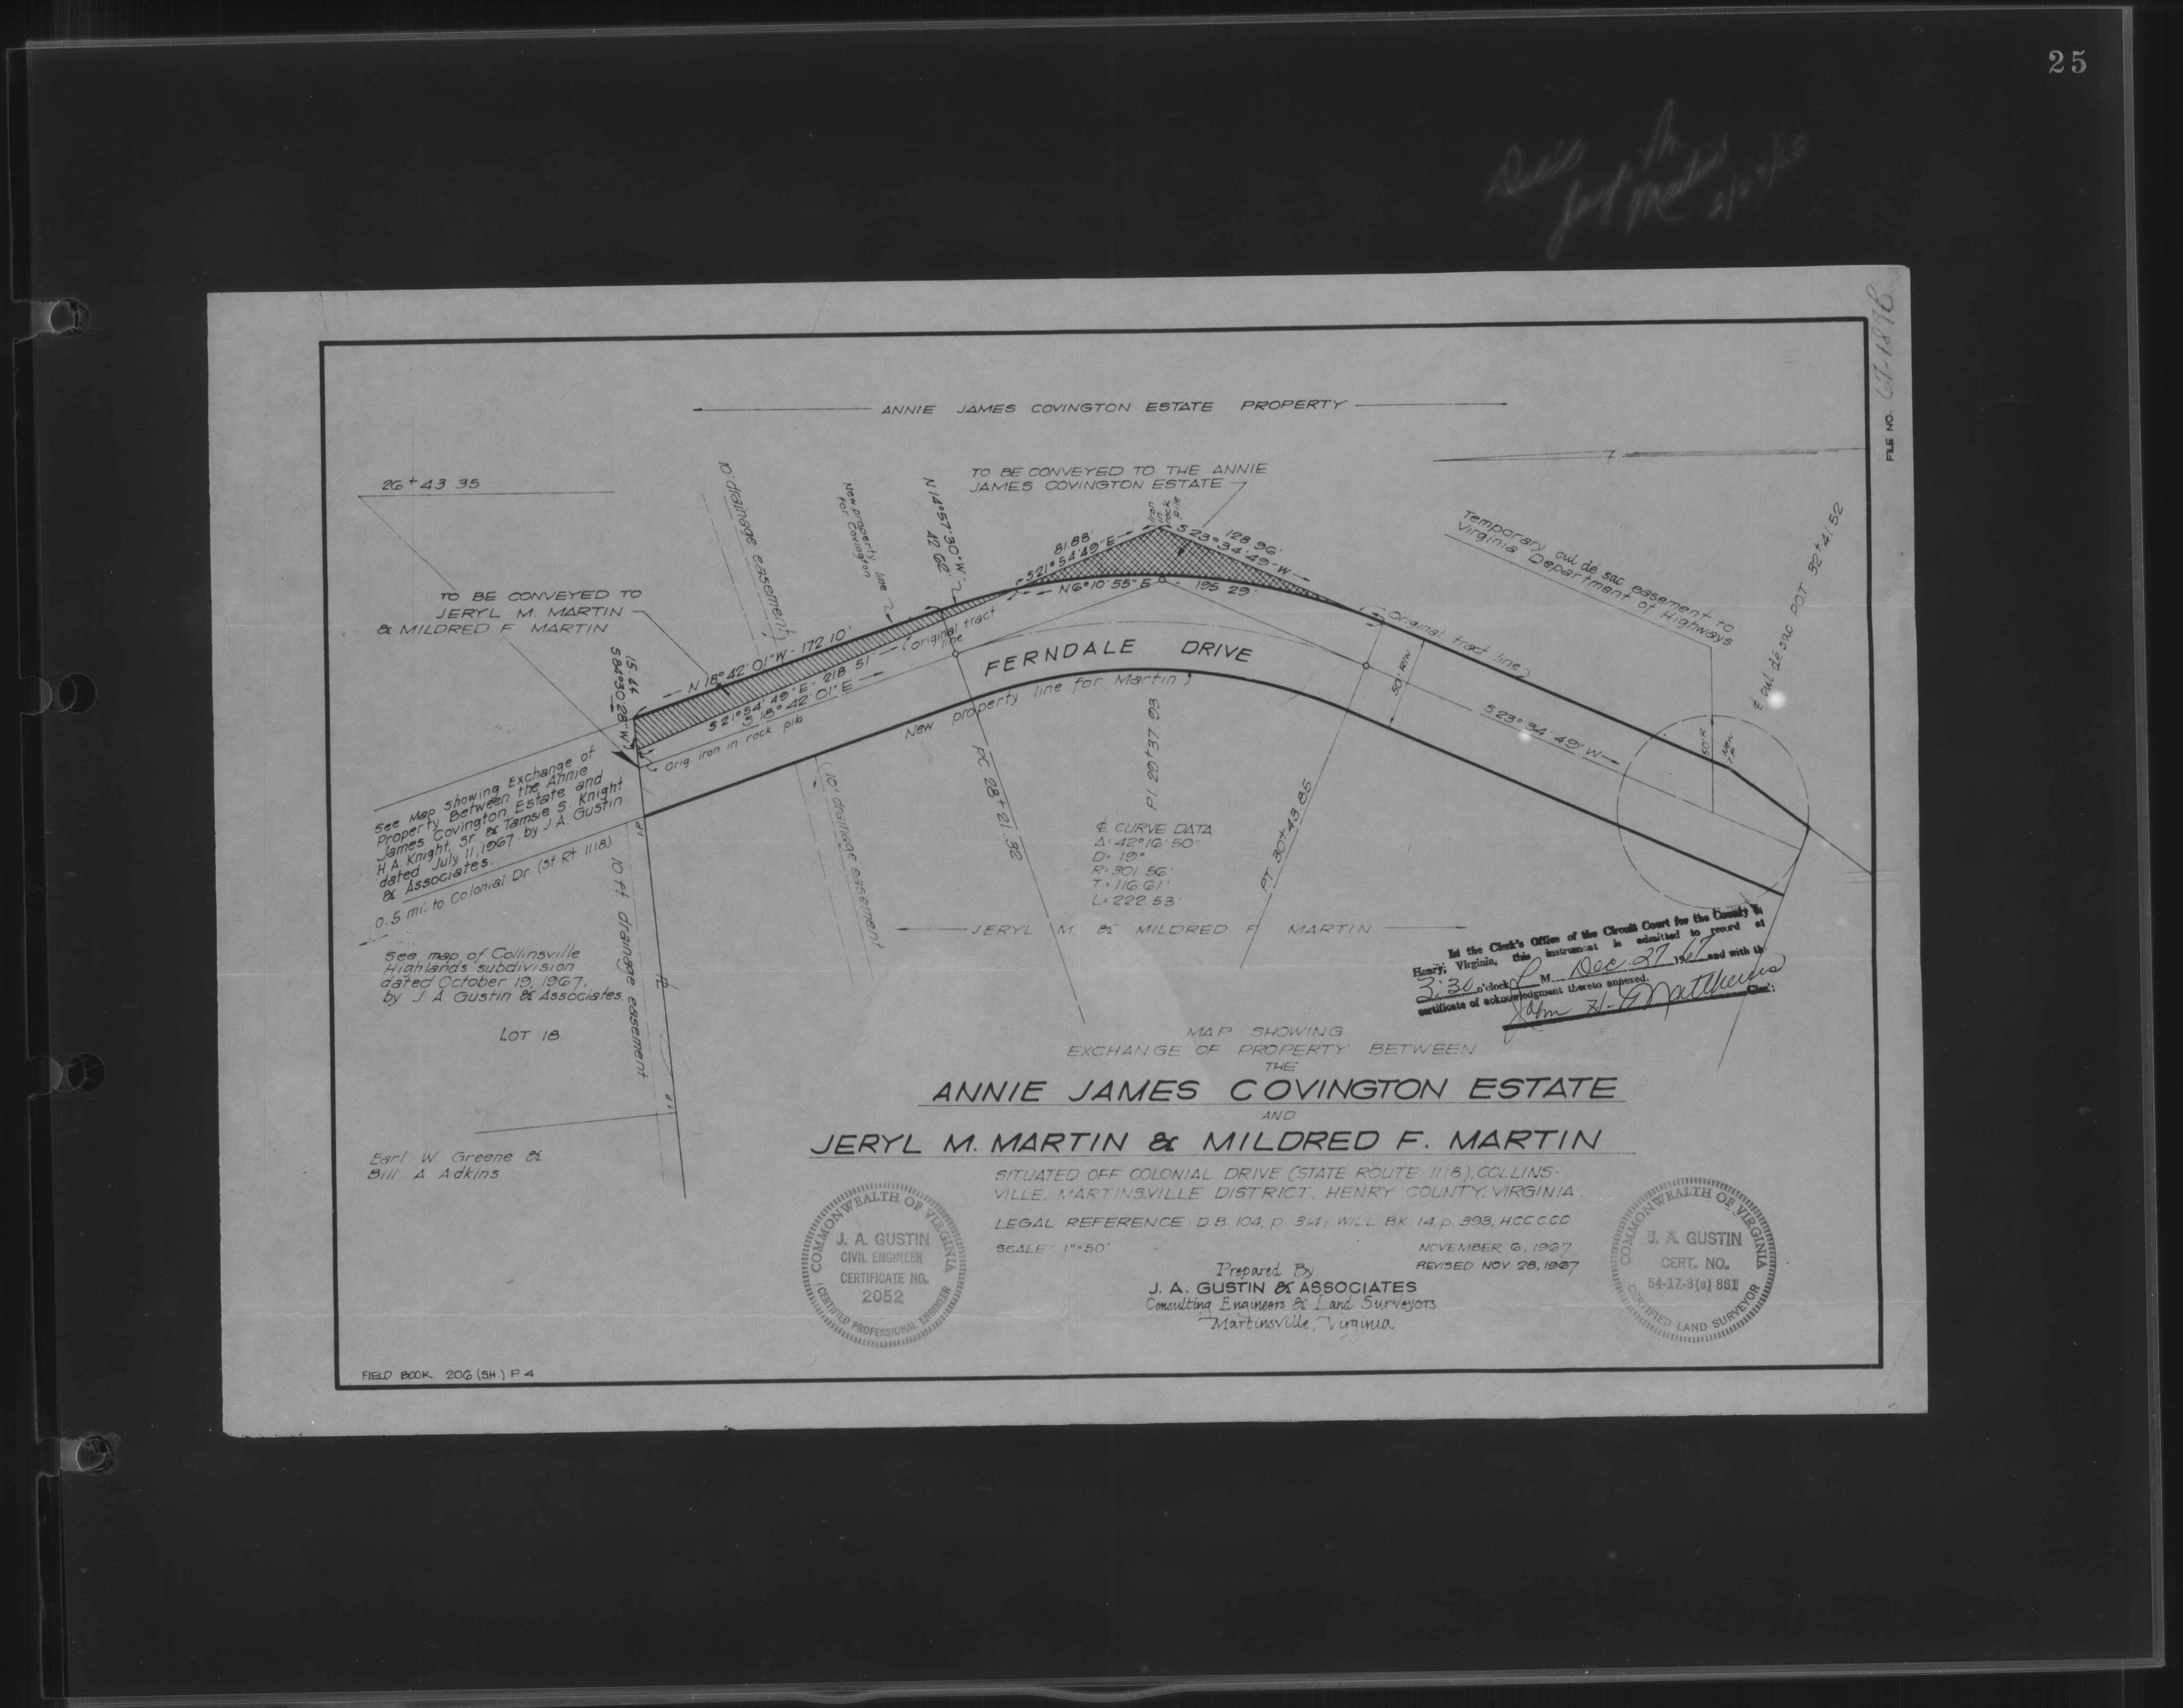 25
FILE NO. 67-189B
ANNIE JAMES COVINGTON ESTATE PROPERTY
26+43.35
TO BE CONVEYED TO THE ANNIE
JAMES COVINGTON ESTATE
TO BE CONVEYED TO
JERYL M. MARTIN
& MILDRED F. MARTIN
10' drainage easement
New property line
For Covington
N 14°57'30"W
42.62'
81.88'
S 21°54'49"E
Iron
in
rock
pile
128.96'
S 23°34'49"W
N 6°10'55"E 195.29'
Temporary cul de sac easement to
Virginia Department of Highways
₵ cul de sac P.O.T. 32+41.52
15.44
S 84°30'28"W
N 18°42'01"W - 172.10'
S 21°54'49"E - 218.51'
(Original tract
line
S 18°42'01"E
Orig. iron in rock pile
FERNDALE DRIVE
New property line for Martin
Original tract line
50' R/W
S 23°34'49"W
50'R
New
I.P.
See Map Showing Exchange of
Property Between the Annie
James Covington Estate and
H.A. Knight, Sr. & Tamsie S. Knight
dated July 11, 1967, by J.A. Gustin
& Associates.
0.5 mi. to Colonial Dr. (St. Rt. 1118)
10' drainage easement
PC 28+21.32
P.I. 29+37.93
PT 30+43.85
₵ CURVE DATA
Δ= 42°16'50"
D= 19°
R= 301.56'
T= 116.61'
L= 222.53'
JERYL M. & MILDRED F. MARTIN
10 ft. drainage easement
See map of Collinsville
Highlands subdivision
dated October 19, 1967,
by J. A. Gustin & Associates.
LOT 18
Earl W. Greene &
Bill A. Adkins
In the Clerk's Office of the Circuit Court for the County of
Henry, Virginia, this instrument is admitted to record at
3:30 o'clock P M Dec. 27 1967 and with the
certificate of acknowledgment thereto annexed.
John H. Matthews Clerk
MAP SHOWING
EXCHANGE OF PROPERTY BETWEEN
THE
ANNIE JAMES COVINGTON ESTATE
AND
JERYL M. MARTIN & MILDRED F. MARTIN
SITUATED OFF COLONIAL DRIVE (STATE ROUTE 1118), COLLINS-
VILLE, MARTINSVILLE DISTRICT, HENRY COUNTY, VIRGINIA.
LEGAL REFERENCE: D.B. 104, p. 314; WILL BK. 14, p. 393, H.C.C.C.O.
SCALE: 1"=50'
NOVEMBER 6, 1967
REVISED NOV. 28, 1967
Prepared By
J. A. GUSTIN & ASSOCIATES
Consulting Engineers & Land Surveyors
Martinsville, Virginia
COMMONWEALTH OF VIRGINIA
J. A. GUSTIN
CIVIL ENGINEER
CERTIFICATE NO.
2052
CERTIFIED PROFESSIONAL ENGINEER
COMMONWEALTH OF VIRGINIA
J. A. GUSTIN
CERT. NO.
54-17-3(a) 861
CERTIFIED LAND SURVEYOR
FIELD BOOK 206 (SH.) P. 4